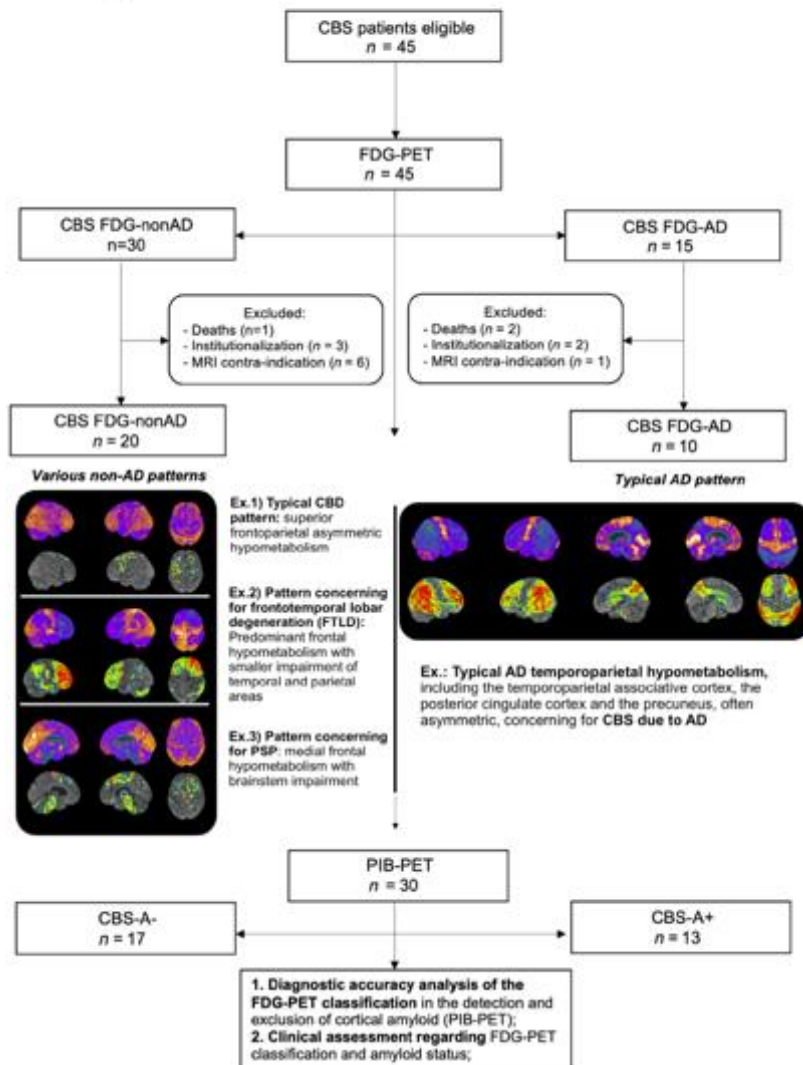 CBS patients eligible
n = 45
FDG-PET
n = 45
CBS FDG-nonAD
n=30
CBS FDG-AD
n = 15
Excluded:
- Deaths (n=1)
- Institutionalization (n = 3)
- MRI contra-indication (n = 6)
Excluded:
- Deaths (n = 2)
- Institutionalization (n = 2)
- MRI contra-indication (n = 1)
CBS FDG-nonAD
n = 20
CBS FDG-AD
n = 10
Various non-AD patterns
Typical AD pattern
Ex.1) Typical CBD
pattern: superior
frontoparietal asymmetric
hypometabolism
Ex.2) Pattern concerning
for frontotemporal lobar
degeneration (FTLD):
Predominant frontal
hypometabolism with
smaller impairment of
temporal and parietal
areas
Ex.3) Pattern concerning
for PSP: medial frontal
hypometabolism with
brainstem impairment
Ex.: Typical AD temporoparietal hypometabolism,
including the temporoparietal associative cortex, the
posterior cingulate cortex and the precuneus, often
asymmetric, concerning for CBS due to AD
PIB-PET
n = 30
CBS-A-
n = 17
CBS-A+
n = 13
1. Diagnostic accuracy analysis of the
FDG-PET classification in the detection and
exclusion of cortical amyloid (PIB-PET);
2. Clinical assessment regarding FDG-PET
classification and amyloid status;